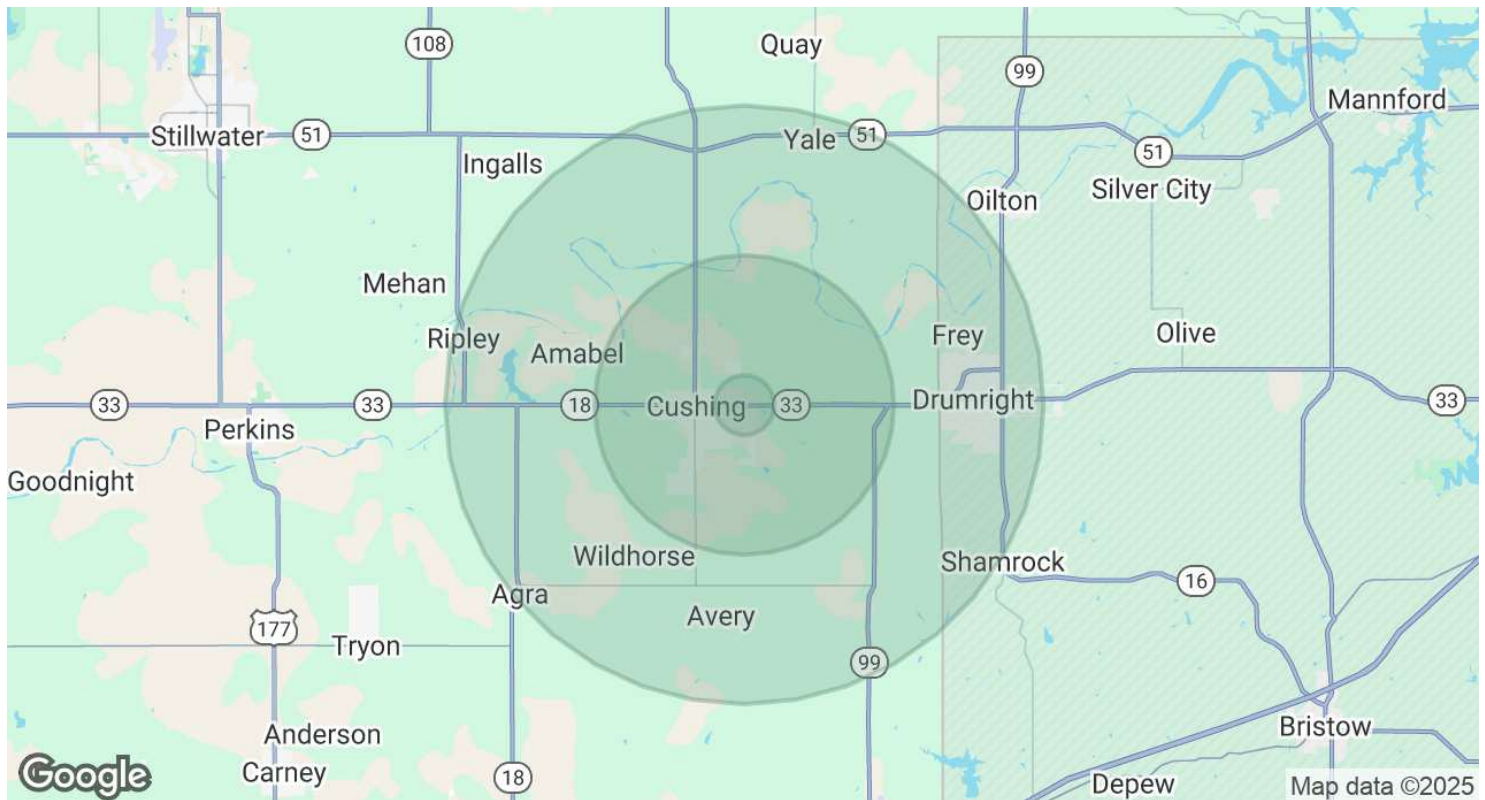 108
Quay
99
Mannford
Stillwater
51
Yale
51
51
Ingalls
Silver City
Oilton
Mehan
Ripley
Amabel
Frey
Olive
33
33
18
Cushing
33
Drumright
33
Perkins
Goodnight
Wildhorse
Shamrock
16
Agra
Avery
177
Tryon
99
Anderson
Bristow
Carney
18
Depew
Google
Map data ©2025